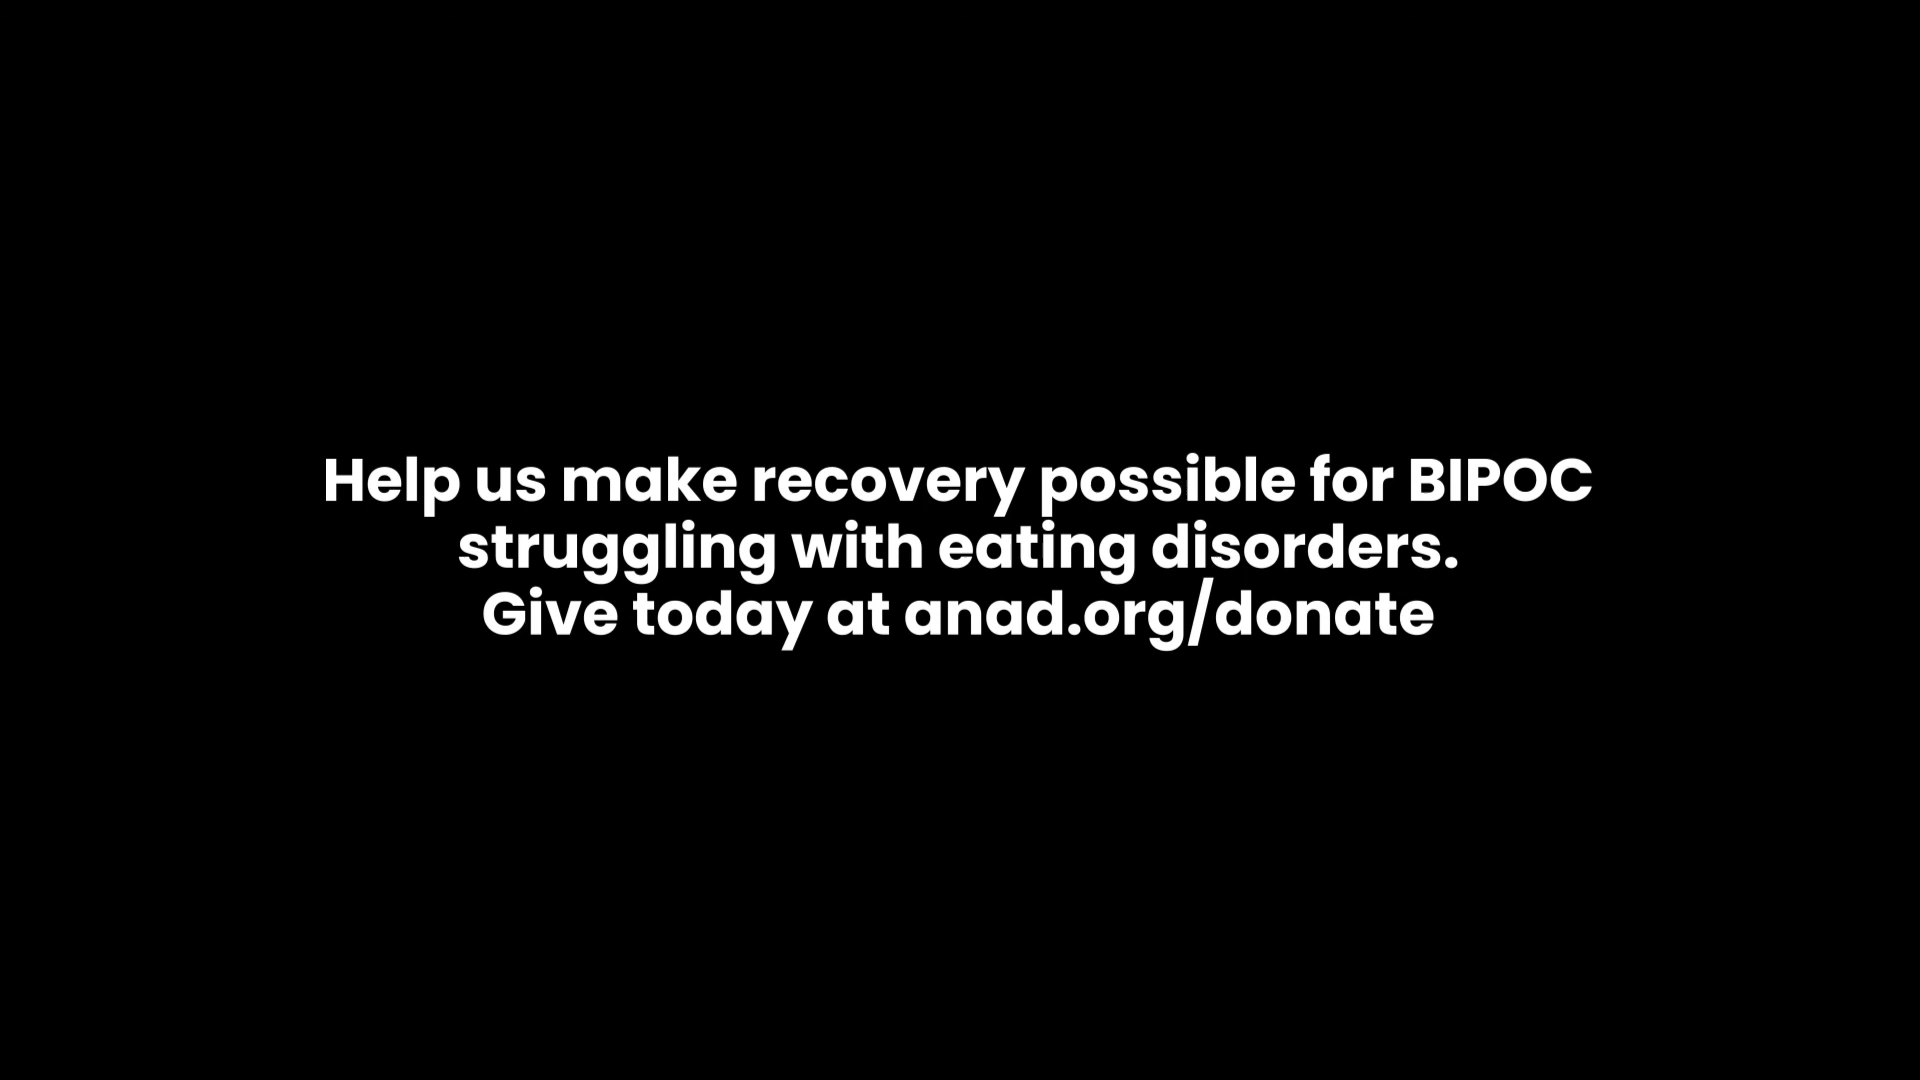 Help us make recovery possible for BIPOC
struggling with eating disorders.
Give today at anad.org/donate